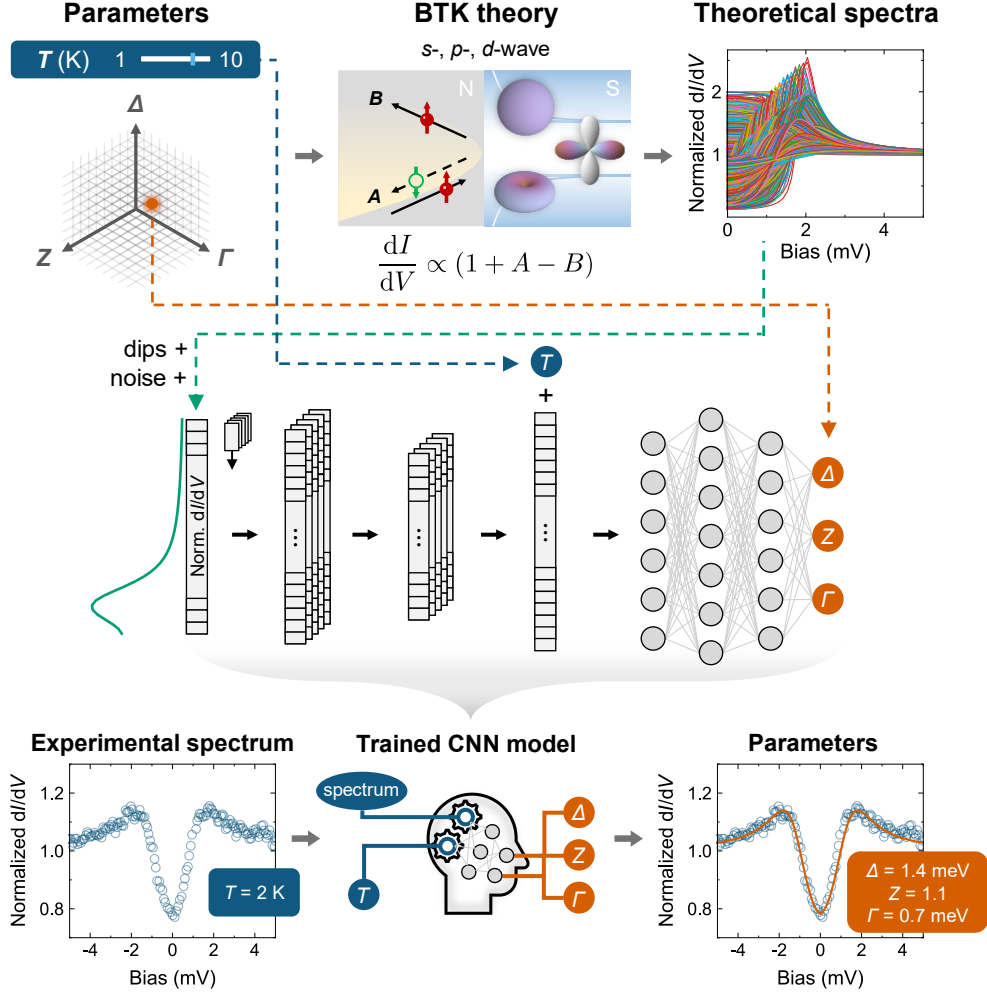 Parameters
BTK theory
Theoretical spectra
T (K) 1 10
s-, p-, d-wave
Δ
Z
Γ
N
S
B
A
dI/dV ∝ (1 + A − B)
Normalized dI/dV
2
1
0 2 4
Bias (mV)
dips +
noise +
T
+
Norm. dI/dV
...
...
...
Δ
Z
Γ
Experimental spectrum
Trained CNN model
Parameters
Normalized dI/dV
1.2
1.0
0.8
-4 -2 0 2 4
Bias (mV)
T = 2 K
spectrum
T
Δ
Z
Γ
Normalized dI/dV
1.2
1.0
0.8
-4 -2 0 2 4
Bias (mV)
Δ = 1.4 meV
Z = 1.1
Γ = 0.7 meV